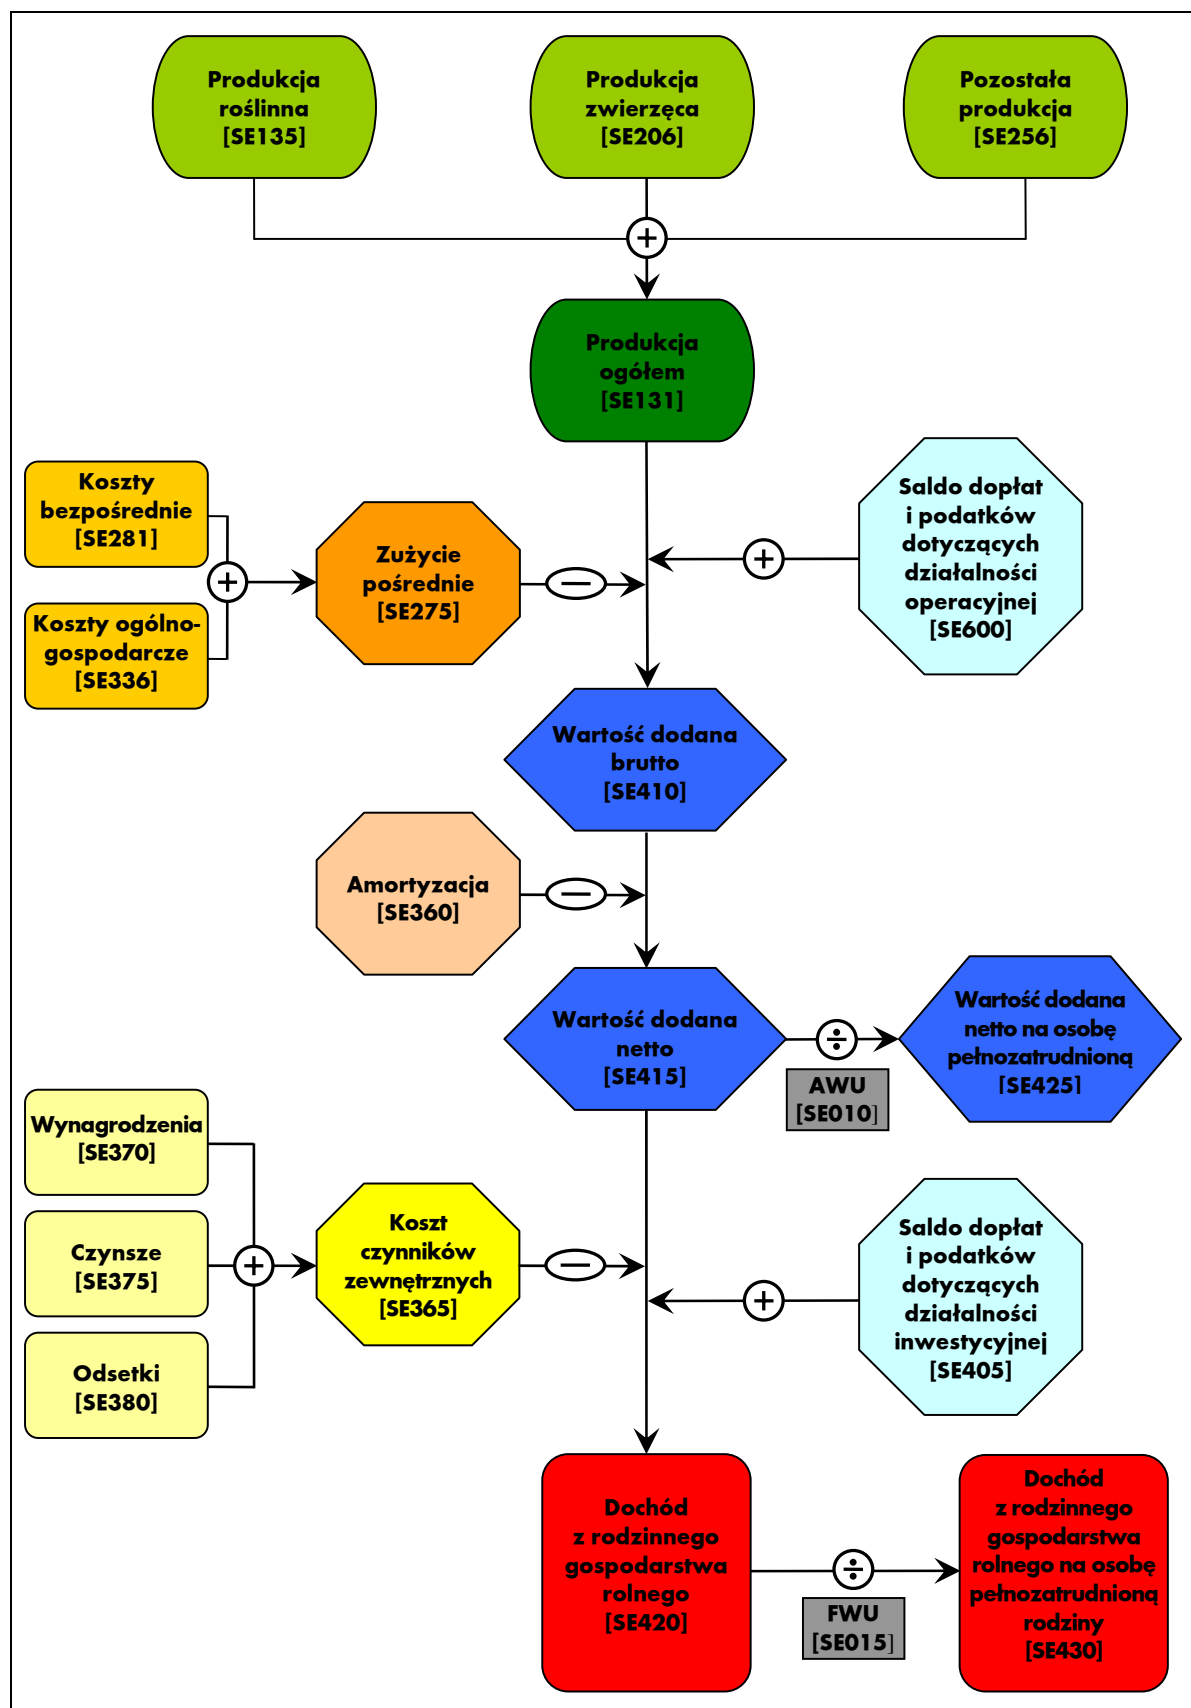 Produkcja
roślinna
[SE135]
Produkcja
zwierzęca
[SE206]
Pozostała
produkcja
[SE256]
+
Produkcja
ogółem
[SE131]
Koszty
bezpośrednie
[SE281]
+
Koszty ogólno-
gospodarcze
[SE336]
Zużycie
pośrednie
[SE275]
—
+
Saldo dopłat
i podatków
dotyczących
działalności
operacyjnej
[SE600]
Wartość dodana
brutto
[SE410]
Amortyzacja
[SE360]
—
Wartość dodana
netto
[SE415]
÷
AWU
[SE010]
Wartość dodana
netto na osobę
pełnozatrudnioną
[SE425]
Wynagrodzenia
[SE370]
Czynsze
[SE375]
Odsetki
[SE380]
+
Koszt
czynników
zewnętrznych
[SE365]
—
+
Saldo dopłat
i podatków
dotyczących
działalności
inwestycyjnej
[SE405]
Dochód
z rodzinnego
gospodarstwa
rolnego
[SE420]
÷
FWU
[SE015]
Dochód
z rodzinnego
gospodarstwa
rolnego na osobę
pełnozatrudnioną
rodziny
[SE430]